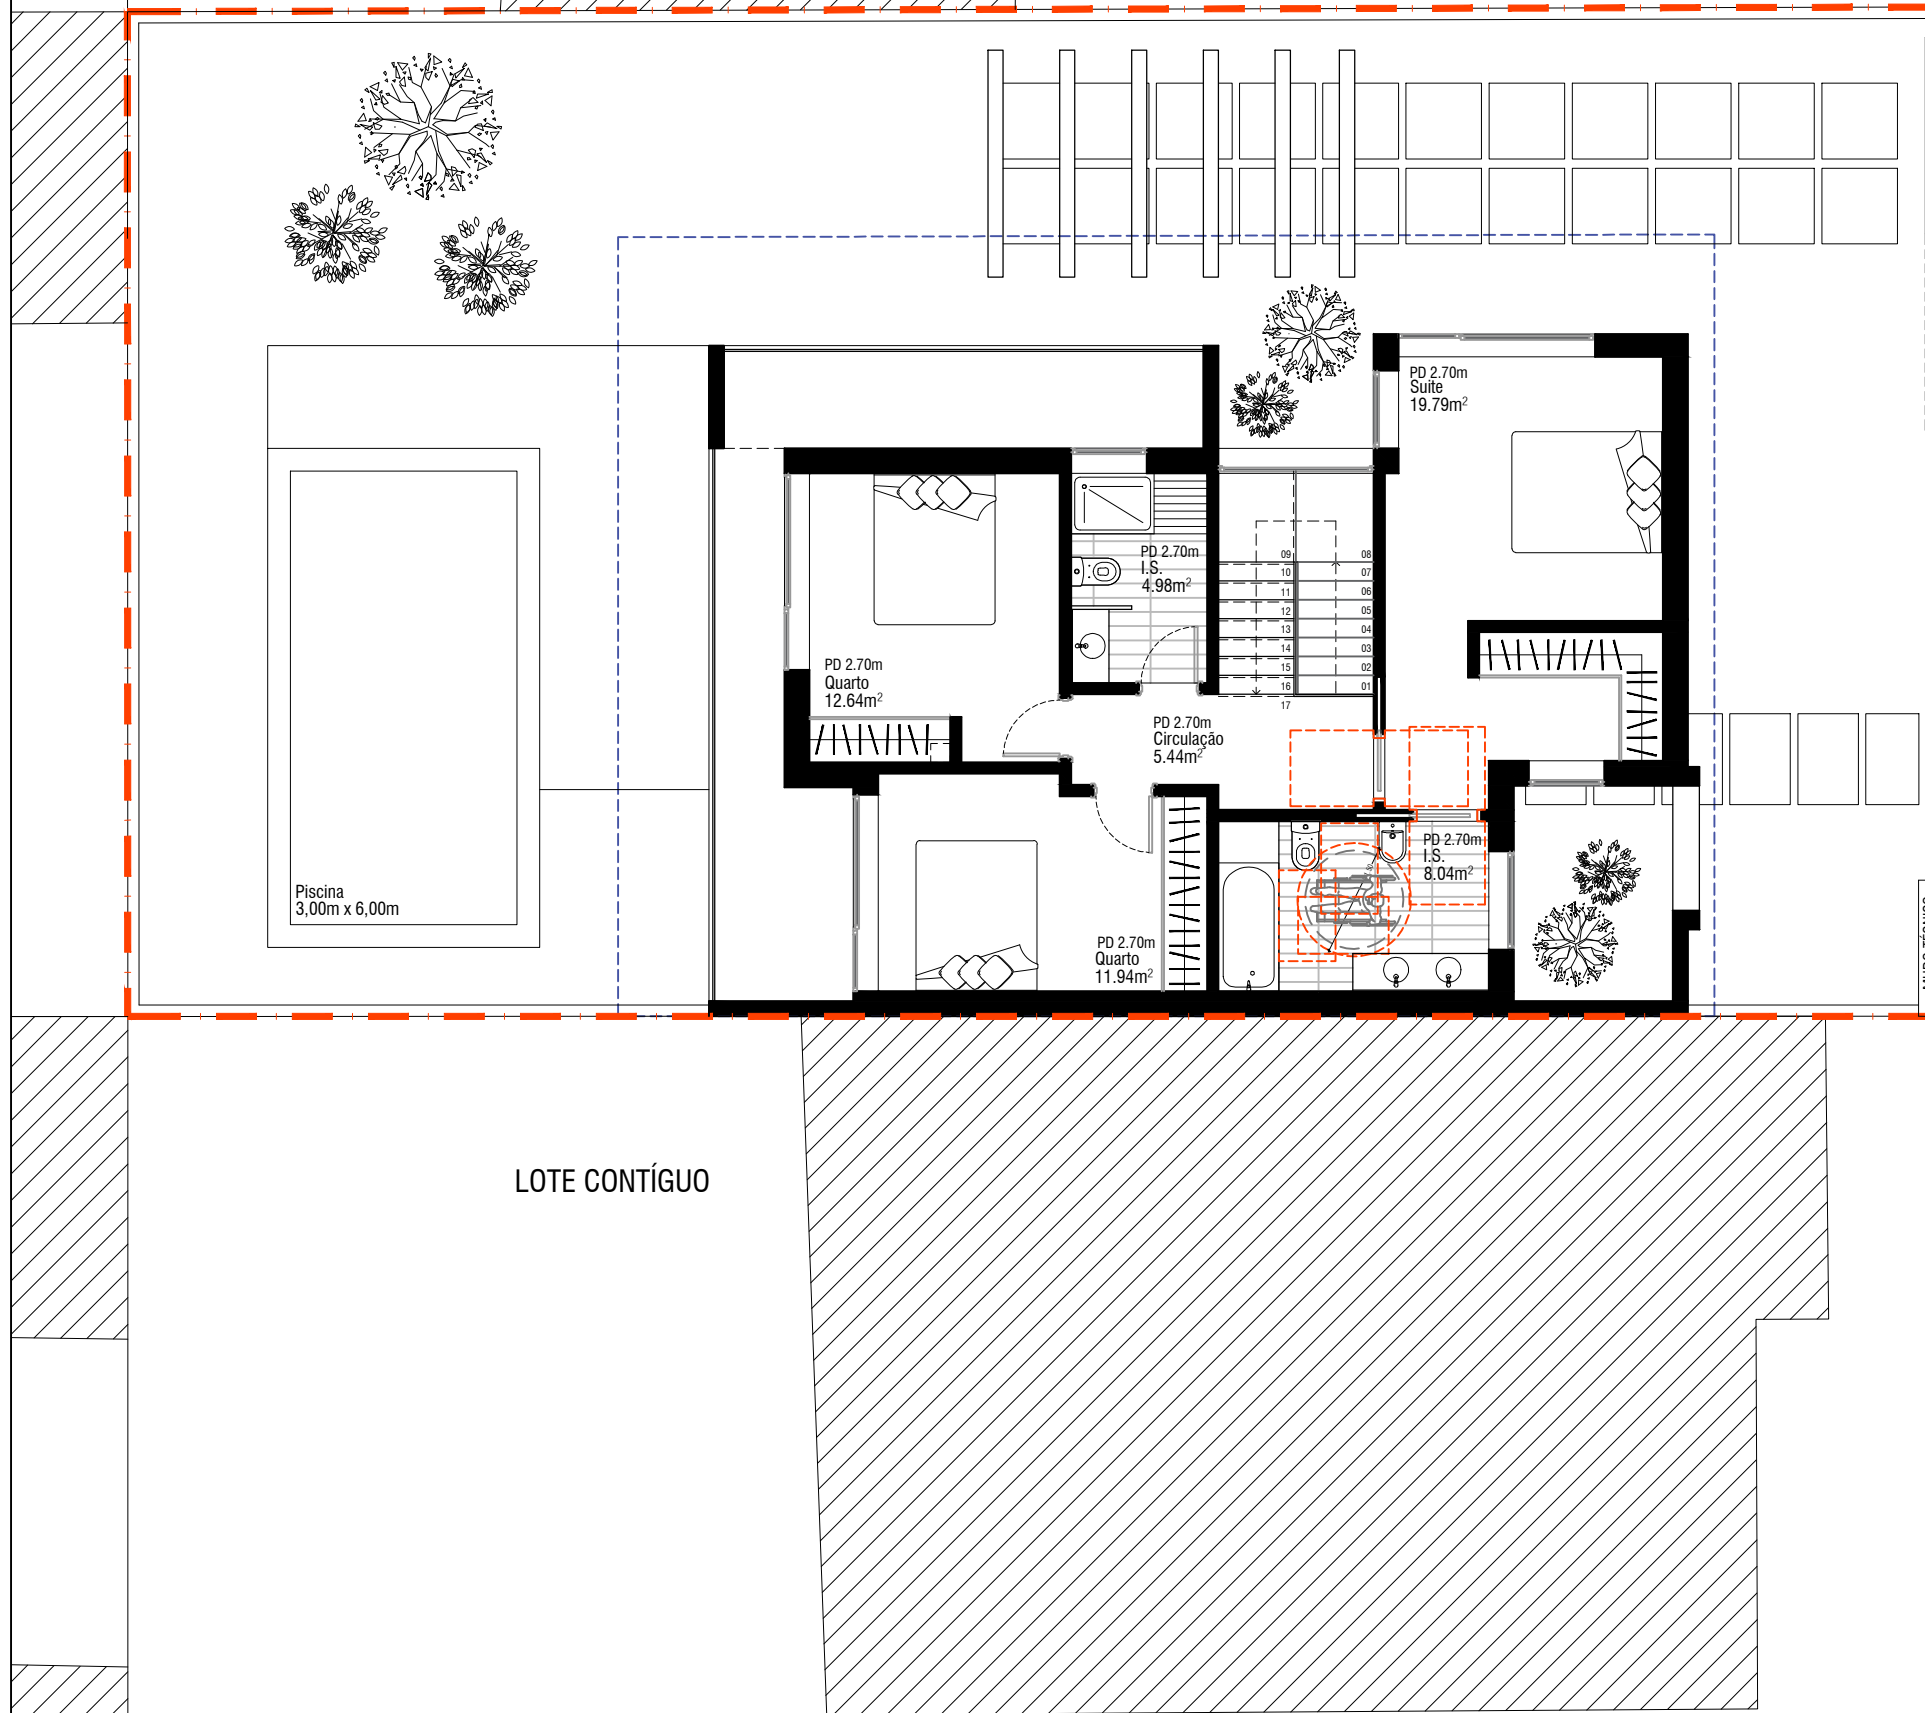 PD 2.70m
Suite
19.79m²
PD 2.70m
I.S.
4.98m²
09
10
11
12
13
14
15
16
17
08
07
06
05
04
03
02
01
PD 2.70m
Quarto
12.64m²
PD 2.70m
Circulação
5.44m²
PD 2.70m
I.S.
8.04m²
Piscina
3,00m x 6,00m
PD 2.70m
Quarto
11.94m²
LOTE CONTÍGUO